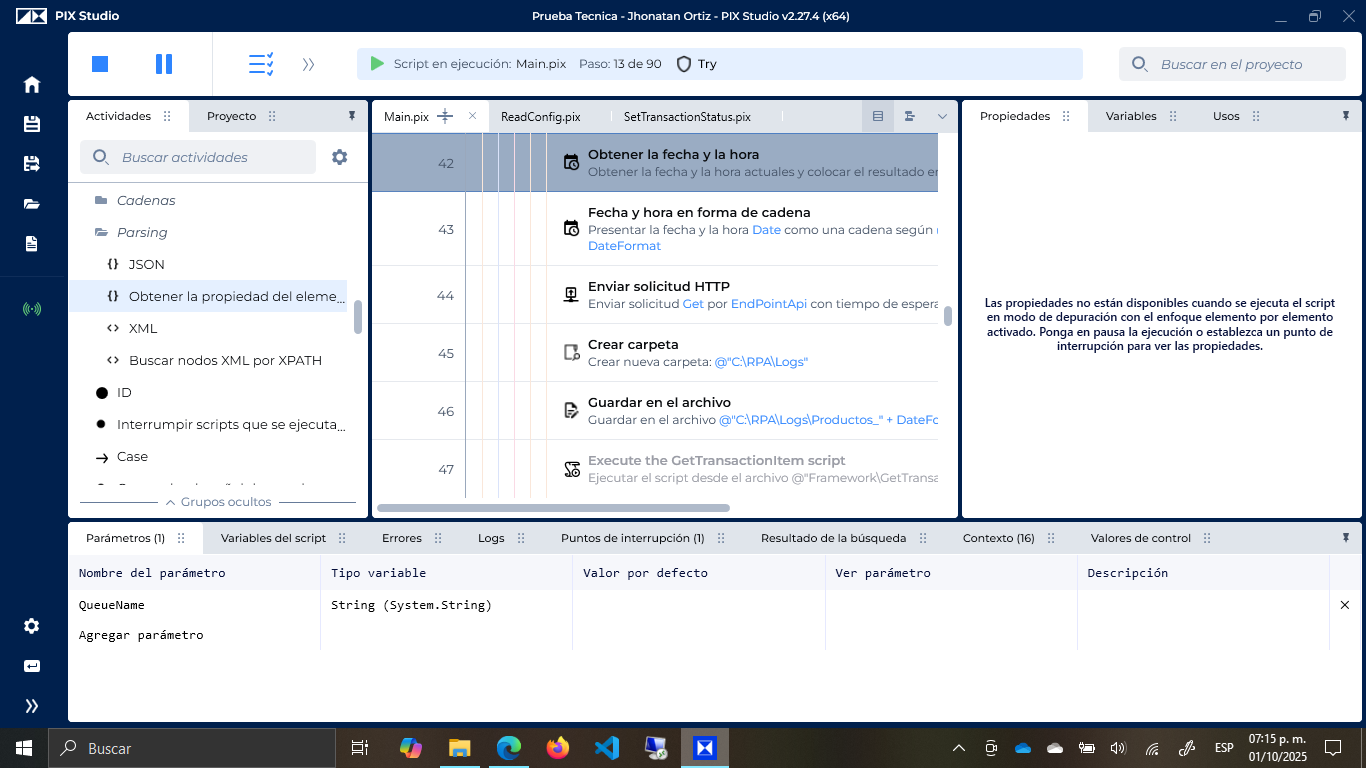 PIX Studio
Prueba Tecnica - Jhonatan Ortiz - PIX Studio v2.27.4 (x64)
Script en ejecución: Main.pix Paso: 13 de 90 Try
Buscar en el proyecto
Actividades
Proyecto
Buscar actividades
Cadenas
Parsing
JSON
Obtener la propiedad del eleme...
XML
Buscar nodos XML por XPATH
ID
Interrumpir scripts que se ejecuta...
Case
Grupos ocultos
Main.pix
ReadConfig.pix
SetTransactionStatus.pix
42
Obtener la fecha y la hora
Obtener la fecha y la hora actuales y colocar el resultado en
43
Fecha y hora en forma de cadena
Presentar la fecha y la hora Date como una cadena según
DateFormat
44
Enviar solicitud HTTP
Enviar solicitud Get por EndPointApi con tiempo de espera
45
Crear carpeta
Crear nueva carpeta: @"C:\RPA\Logs"
46
Guardar en el archivo
Guardar en el archivo @"C:\RPA\Logs\Productos_" + DateFo
47
Execute the GetTransactionItem script
Ejecutar el script desde el archivo @"Framework\GetTransa
Propiedades
Variables
Usos
Las propiedades no están disponibles cuando se ejecuta el script
en modo de depuración con el enfoque elemento por elemento
activado. Ponga en pausa la ejecución o establezca un punto de
interrupción para ver las propiedades.
Parámetros (1)
Variables del script
Errores
Logs
Puntos de interrupción (1)
Resultado de la búsqueda
Contexto (16)
Valores de control
Nombre del parámetro
Tipo variable
Valor por defecto
Ver parámetro
Descripción
QueueName
String (System.String)
Agregar parámetro
Buscar
ESP
07:15 p. m.
01/10/2025